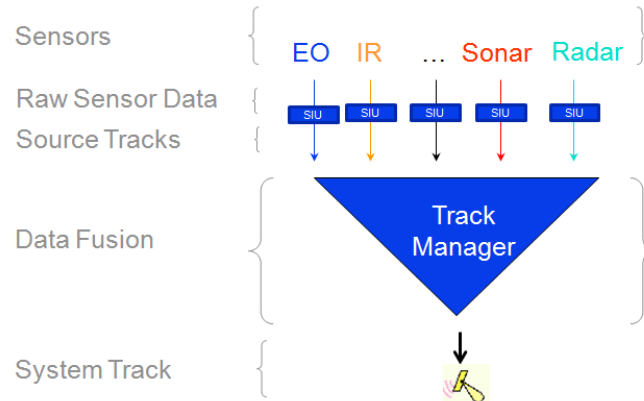 Sensors
EO IR ... Sonar Radar
Raw Sensor Data
SIU SIU SIU SIU SIU
Source Tracks
Data Fusion
Track
Manager
System Track